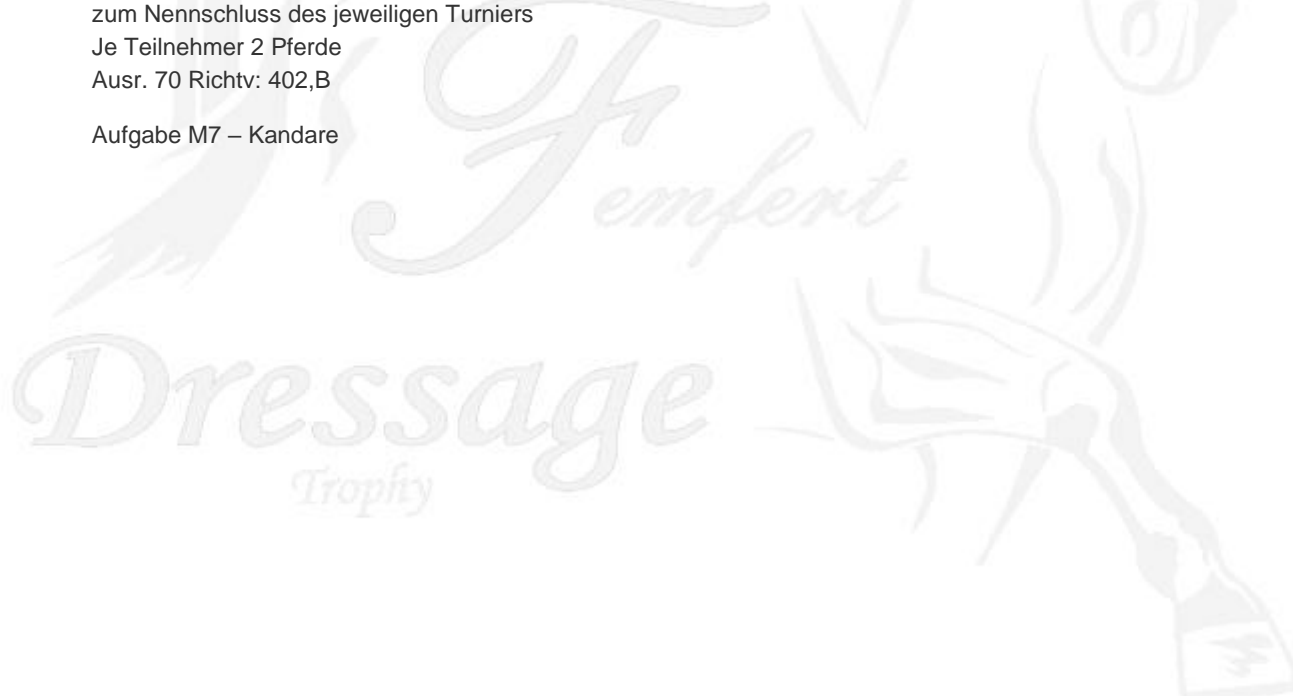 zum Nennschluss des jeweiligen Turniers
Je Teilnehmer 2 Pferde
Ausr. 70 Richtv: 402,B
Aufgabe M7 – Kandare
Femfert
Dressage
Trophy